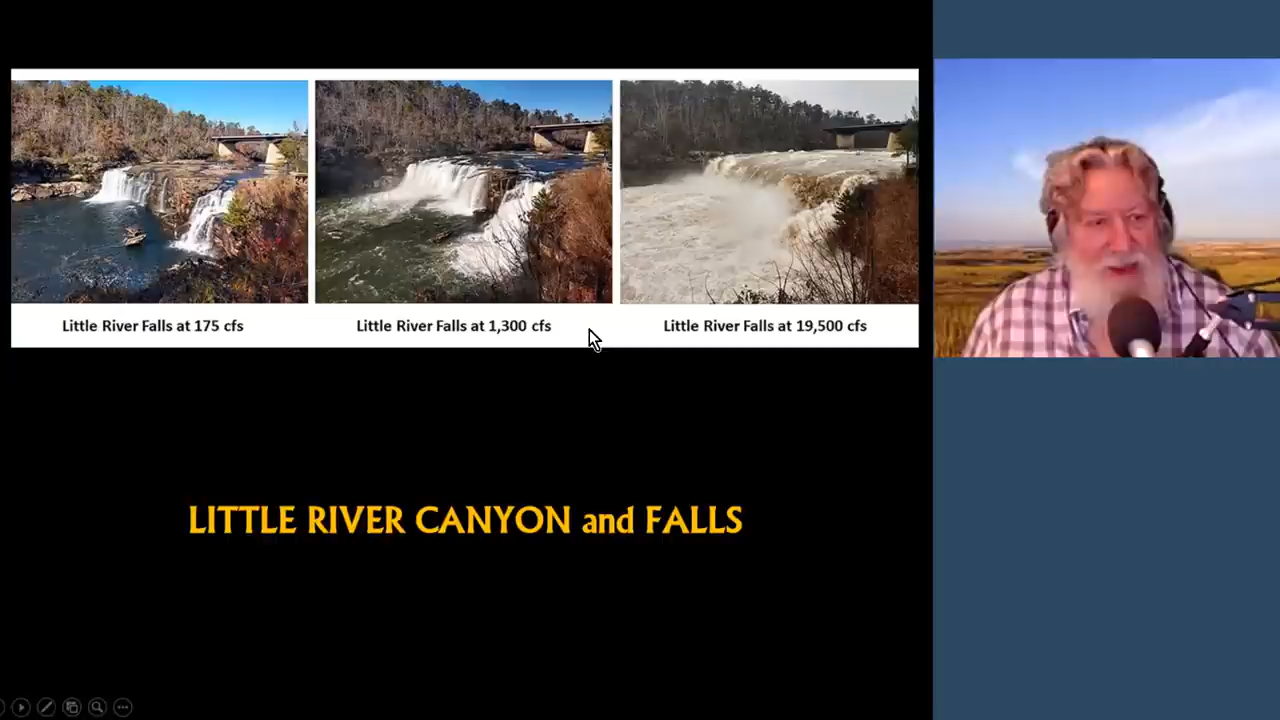 Little River Falls at 175 cfs
Little River Falls at 1,300 cfs
Little River Falls at 19,500 cfs
LITTLE RIVER CANYON and FALLS